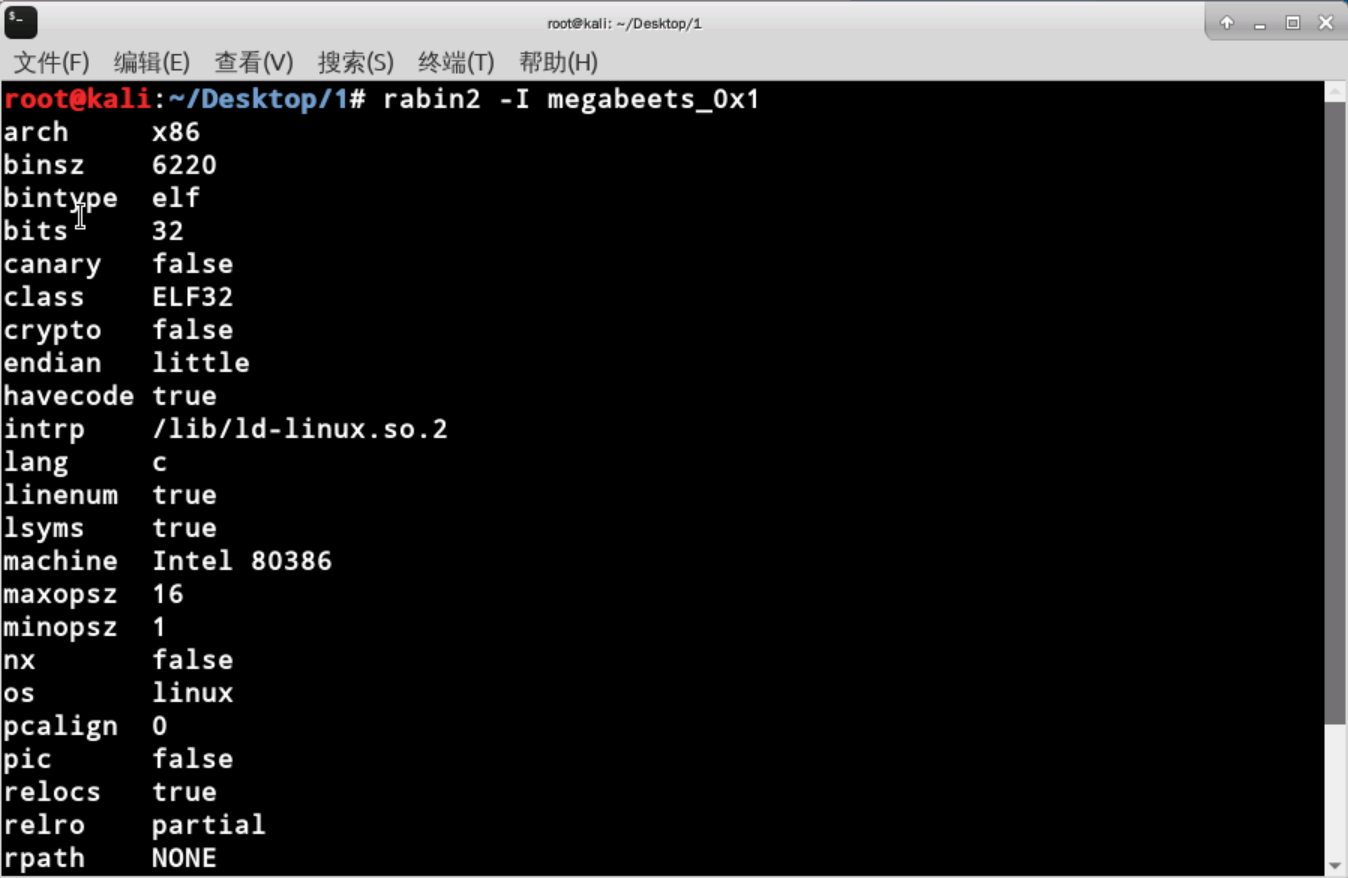 root@kali: ~/Desktop/1
文件(F) 编辑(E) 查看(V) 搜索(S) 终端(T) 帮助(H)
root@kali:~/Desktop/1# rabin2 -I megabeets_0x1
arch     x86
binsz    6220
bintype  elf
bits     32
canary   false
class    ELF32
crypto   false
endian   little
havecode true
intrp    /lib/ld-linux.so.2
lang     c
linenum  true
lsyms    true
machine  Intel 80386
maxopsz  16
minopsz  1
nx       false
os       linux
pcalign  0
pic      false
relocs   true
relro    partial
rpath    NONE